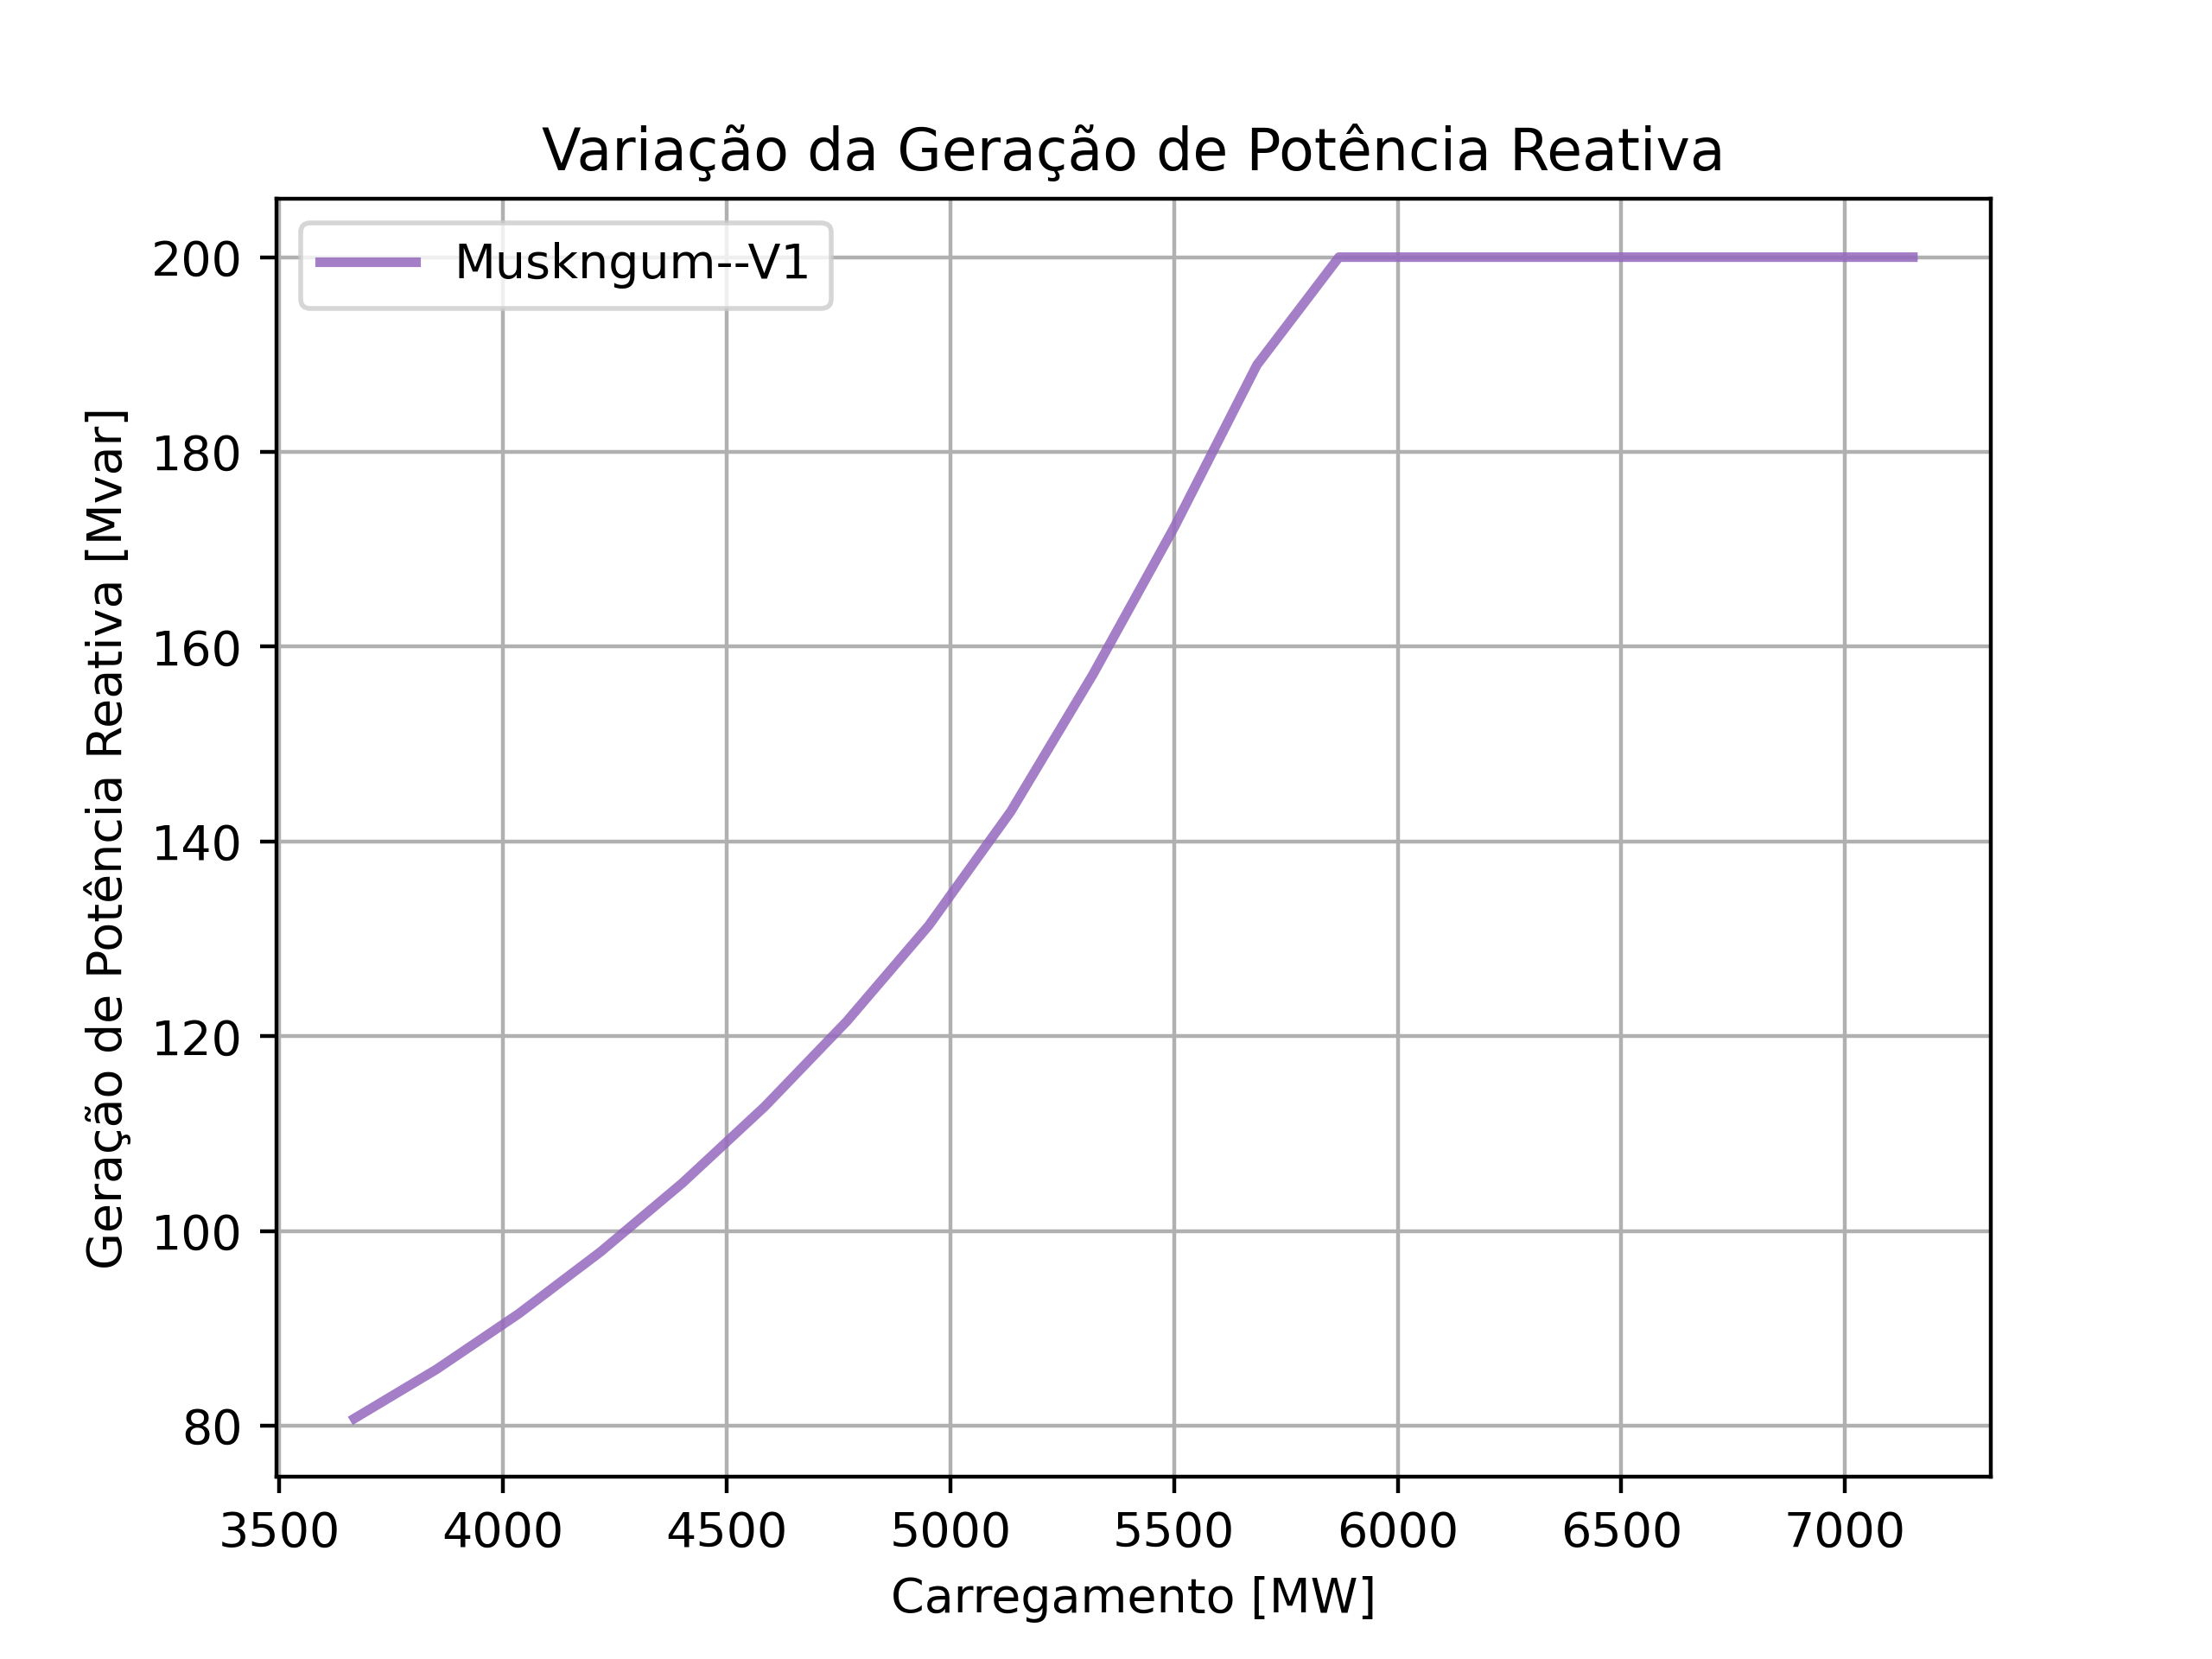 Variação da Geração de Potência Reativa
Muskngum--V1
Geração de Potência Reativa [Mvar]
200
180
160
140
120
100
80
3500 4000 4500 5000 5500 6000 6500 7000
Carregamento [MW]